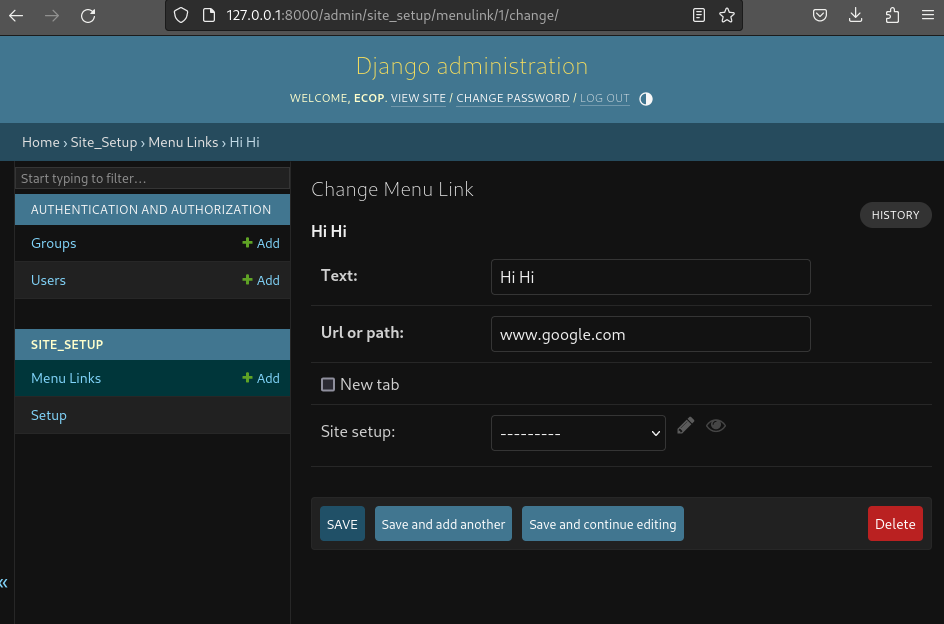 127.0.0.1:8000/admin/site_setup/menulink/1/change/
Django administration
WELCOME, ECOP. VIEW SITE / CHANGE PASSWORD / LOG OUT
Home › Site_Setup › Menu Links › Hi Hi
Start typing to filter...
AUTHENTICATION AND AUTHORIZATION
Groups + Add
Users + Add
SITE_SETUP
Menu Links + Add
Setup
«
Change Menu Link
HISTORY
Hi Hi
Text: Hi Hi
Url or path: www.google.com
New tab
Site setup: ---------
SAVE Save and add another Save and continue editing Delete